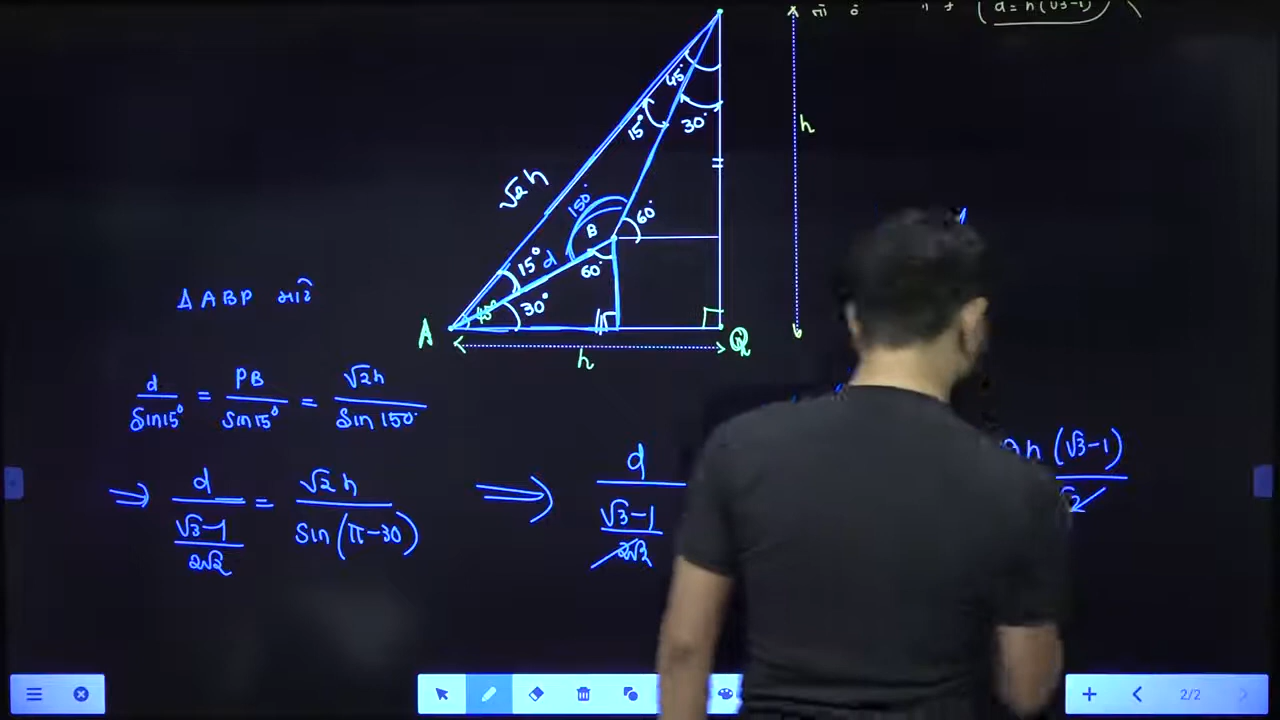 d = h(√3-1)
45°
15°
30°
h
√2 h
150°
60°
B
15°
d
60°
45°
30°
A
Q
h
Δ ABP માટે
d/sin15° = PB/sin15° = √2h/sin 150°
⇒ d/((√3-1)/2√2) = √2 h/sin(π-30)
⇒ d/((√3-1)/2√2)
h (√3-1)
√2
2/2